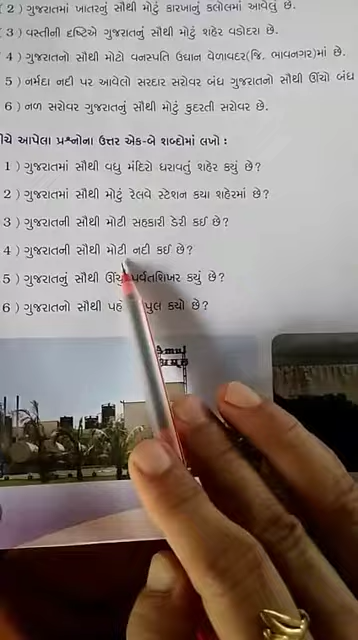 2 ) ગુજરાતમાં ખાતરનું સૌથી મોટું કારખાનું કલોલમાં આવેલું છે.
3 ) વસ્તીની દૃષ્ટિએ ગુજરાતનું સૌથી મોટું શહેર વડોદરા છે.
4 ) ગુજરાતનો સૌથી મોટો વનસ્પતિ ઉદ્યાન વેળાવદર(જિ. ભાવનગર)માં છે.
5 ) નર્મદા નદી પર આવેલો સરદાર સરોવર બંધ ગુજરાતનો સૌથી ઊંચો બંધ
6 ) નળ સરોવર ગુજરાતનું સૌથી મોટું કુદરતી સરોવર છે.
આપેલા પ્રશ્નોના ઉત્તર એક-બે શબ્દોમાં લખો :
1 ) ગુજરાતમાં સૌથી વધુ મંદિરો ધરાવતું શહેર કયું છે?
2 ) ગુજરાતમાં સૌથી મોટું રેલવે સ્ટેશન કયા શહેરમાં છે?
3 ) ગુજરાતની સૌથી મોટી સહકારી ડેરી કઈ છે?
4 ) ગુજરાતની સૌથી મોટી નદી કઈ છે?
5 ) ગુજરાતનું સૌથી ઊંચું પર્વતશિખર કયું છે?
6 ) ગુજરાતનો સૌથી પુલ કયો છે?